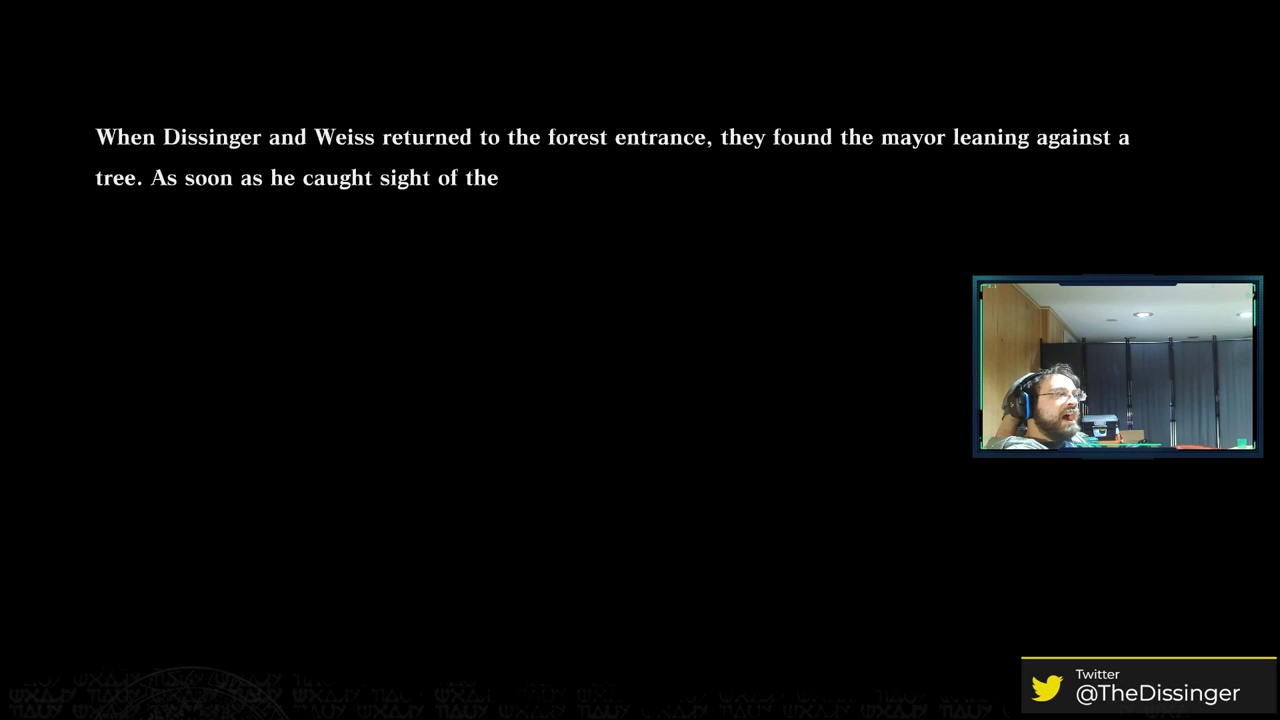 When Dissinger and Weiss returned to the forest entrance, they found the mayor leaning against a
tree. As soon as he caught sight of the
Twitter
@TheDissinger